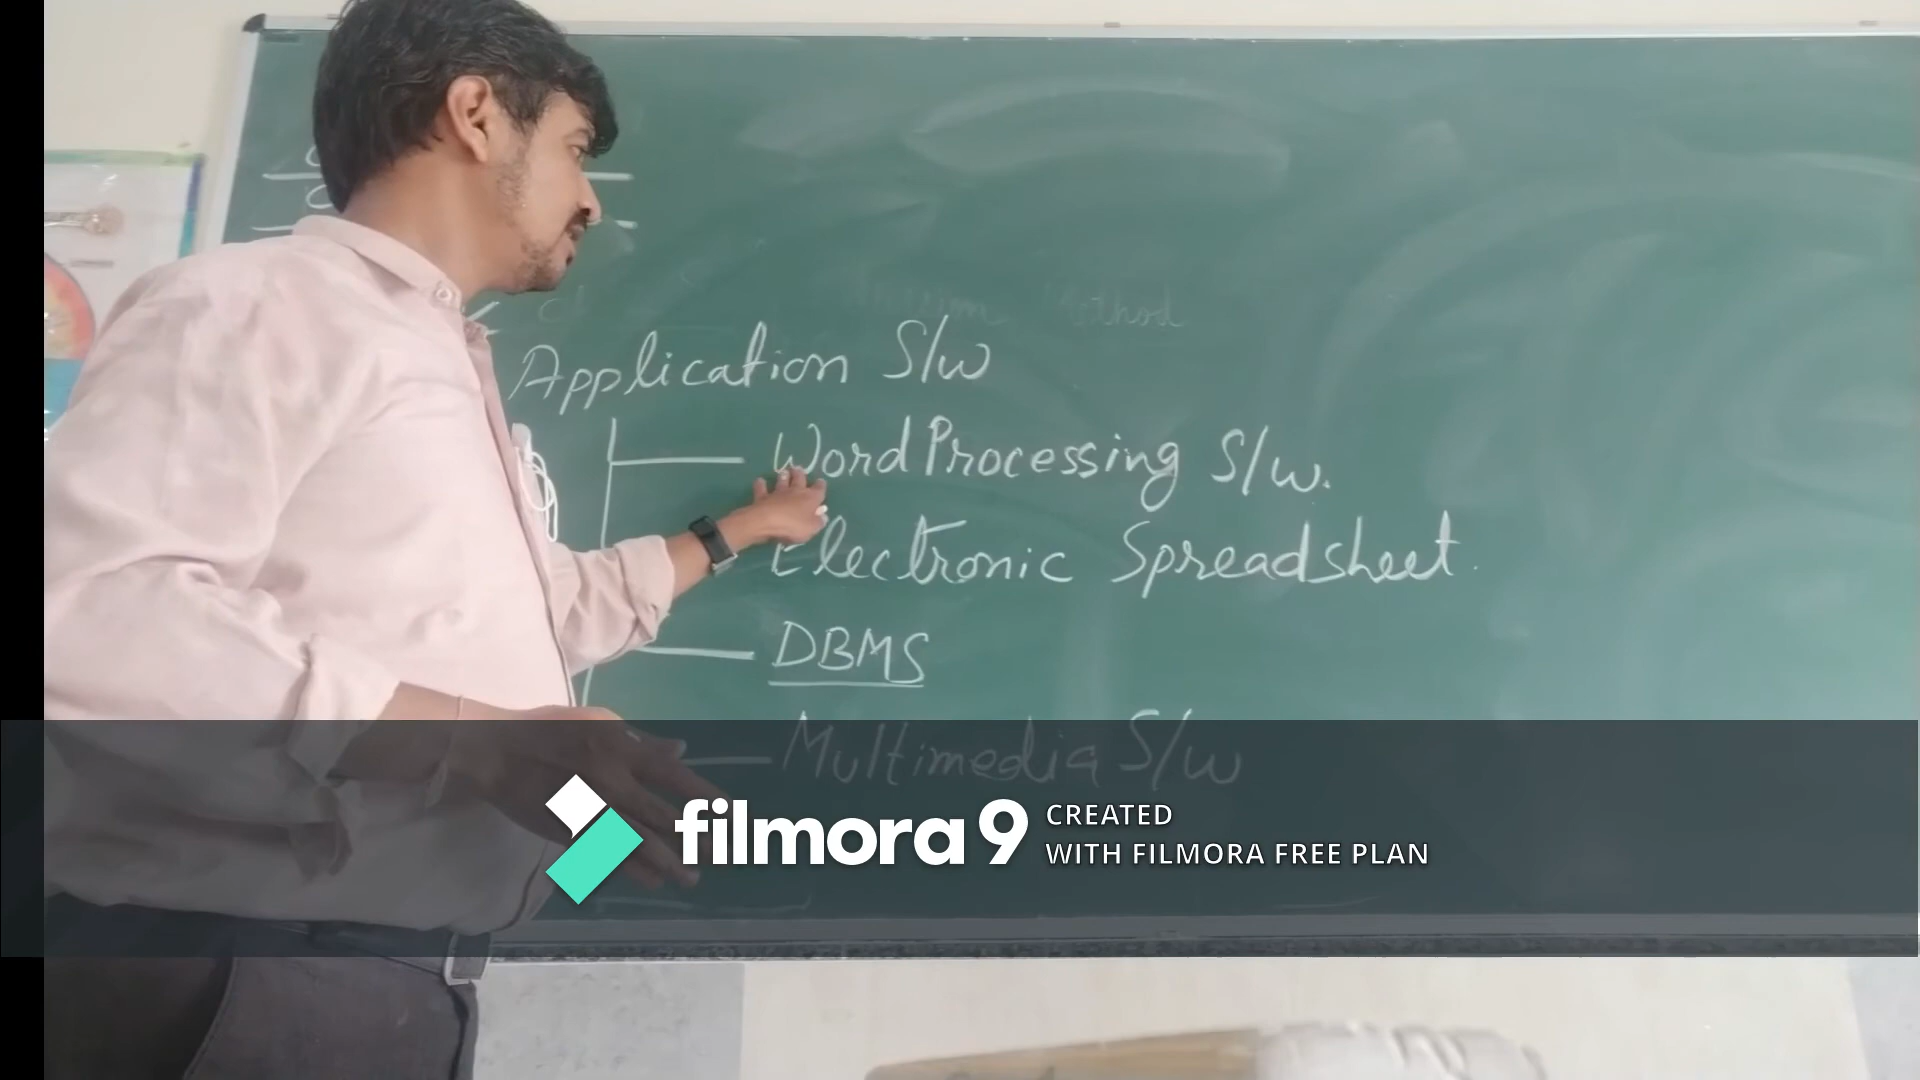 Application S/w
Word Processing S/w.
Electronic Spreadsheet.
DBMS
Multimedia S/w
filmora 9 CREATED
WITH FILMORA FREE PLAN